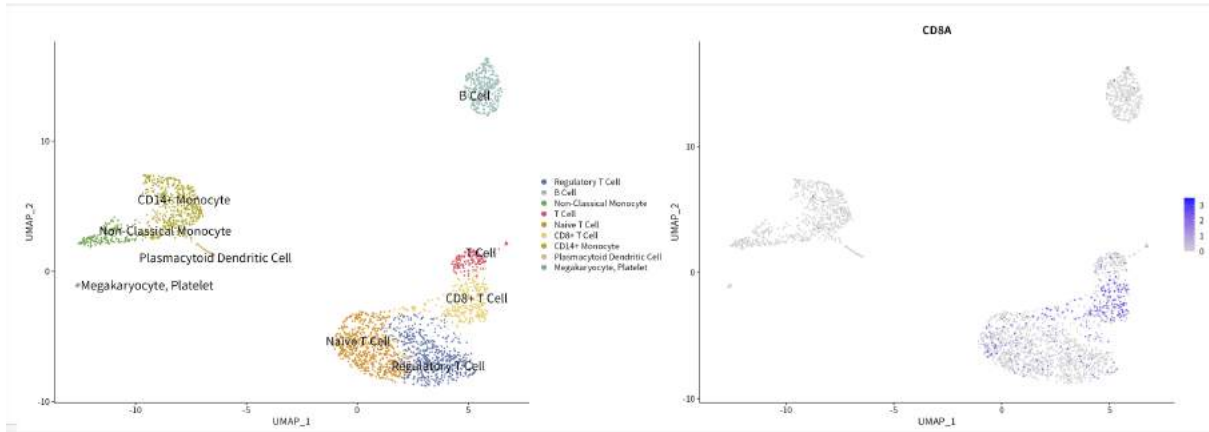 CD8A
B Cell
10
10
CD14+ Monocyte
Non-Classical Monocyte
Plasmacytoid Dendritic Cell
T Cell
Megakaryocyte, Platelet
CD8+ T Cell
Naive T Cell
Regulatory T Cell
Regulatory T Cell
B Cell
Non-Classical Monocyte
T Cell
Naive T Cell
CD8+ T Cell
CD14+ Monocyte
Plasmacytoid Dendritic Cell
Megakaryocyte, Platelet
UMAP_2
0
-10
-10
-5
0
5
UMAP_1
UMAP_2
0
-10
-10
-5
0
5
UMAP_1
3
2
1
0